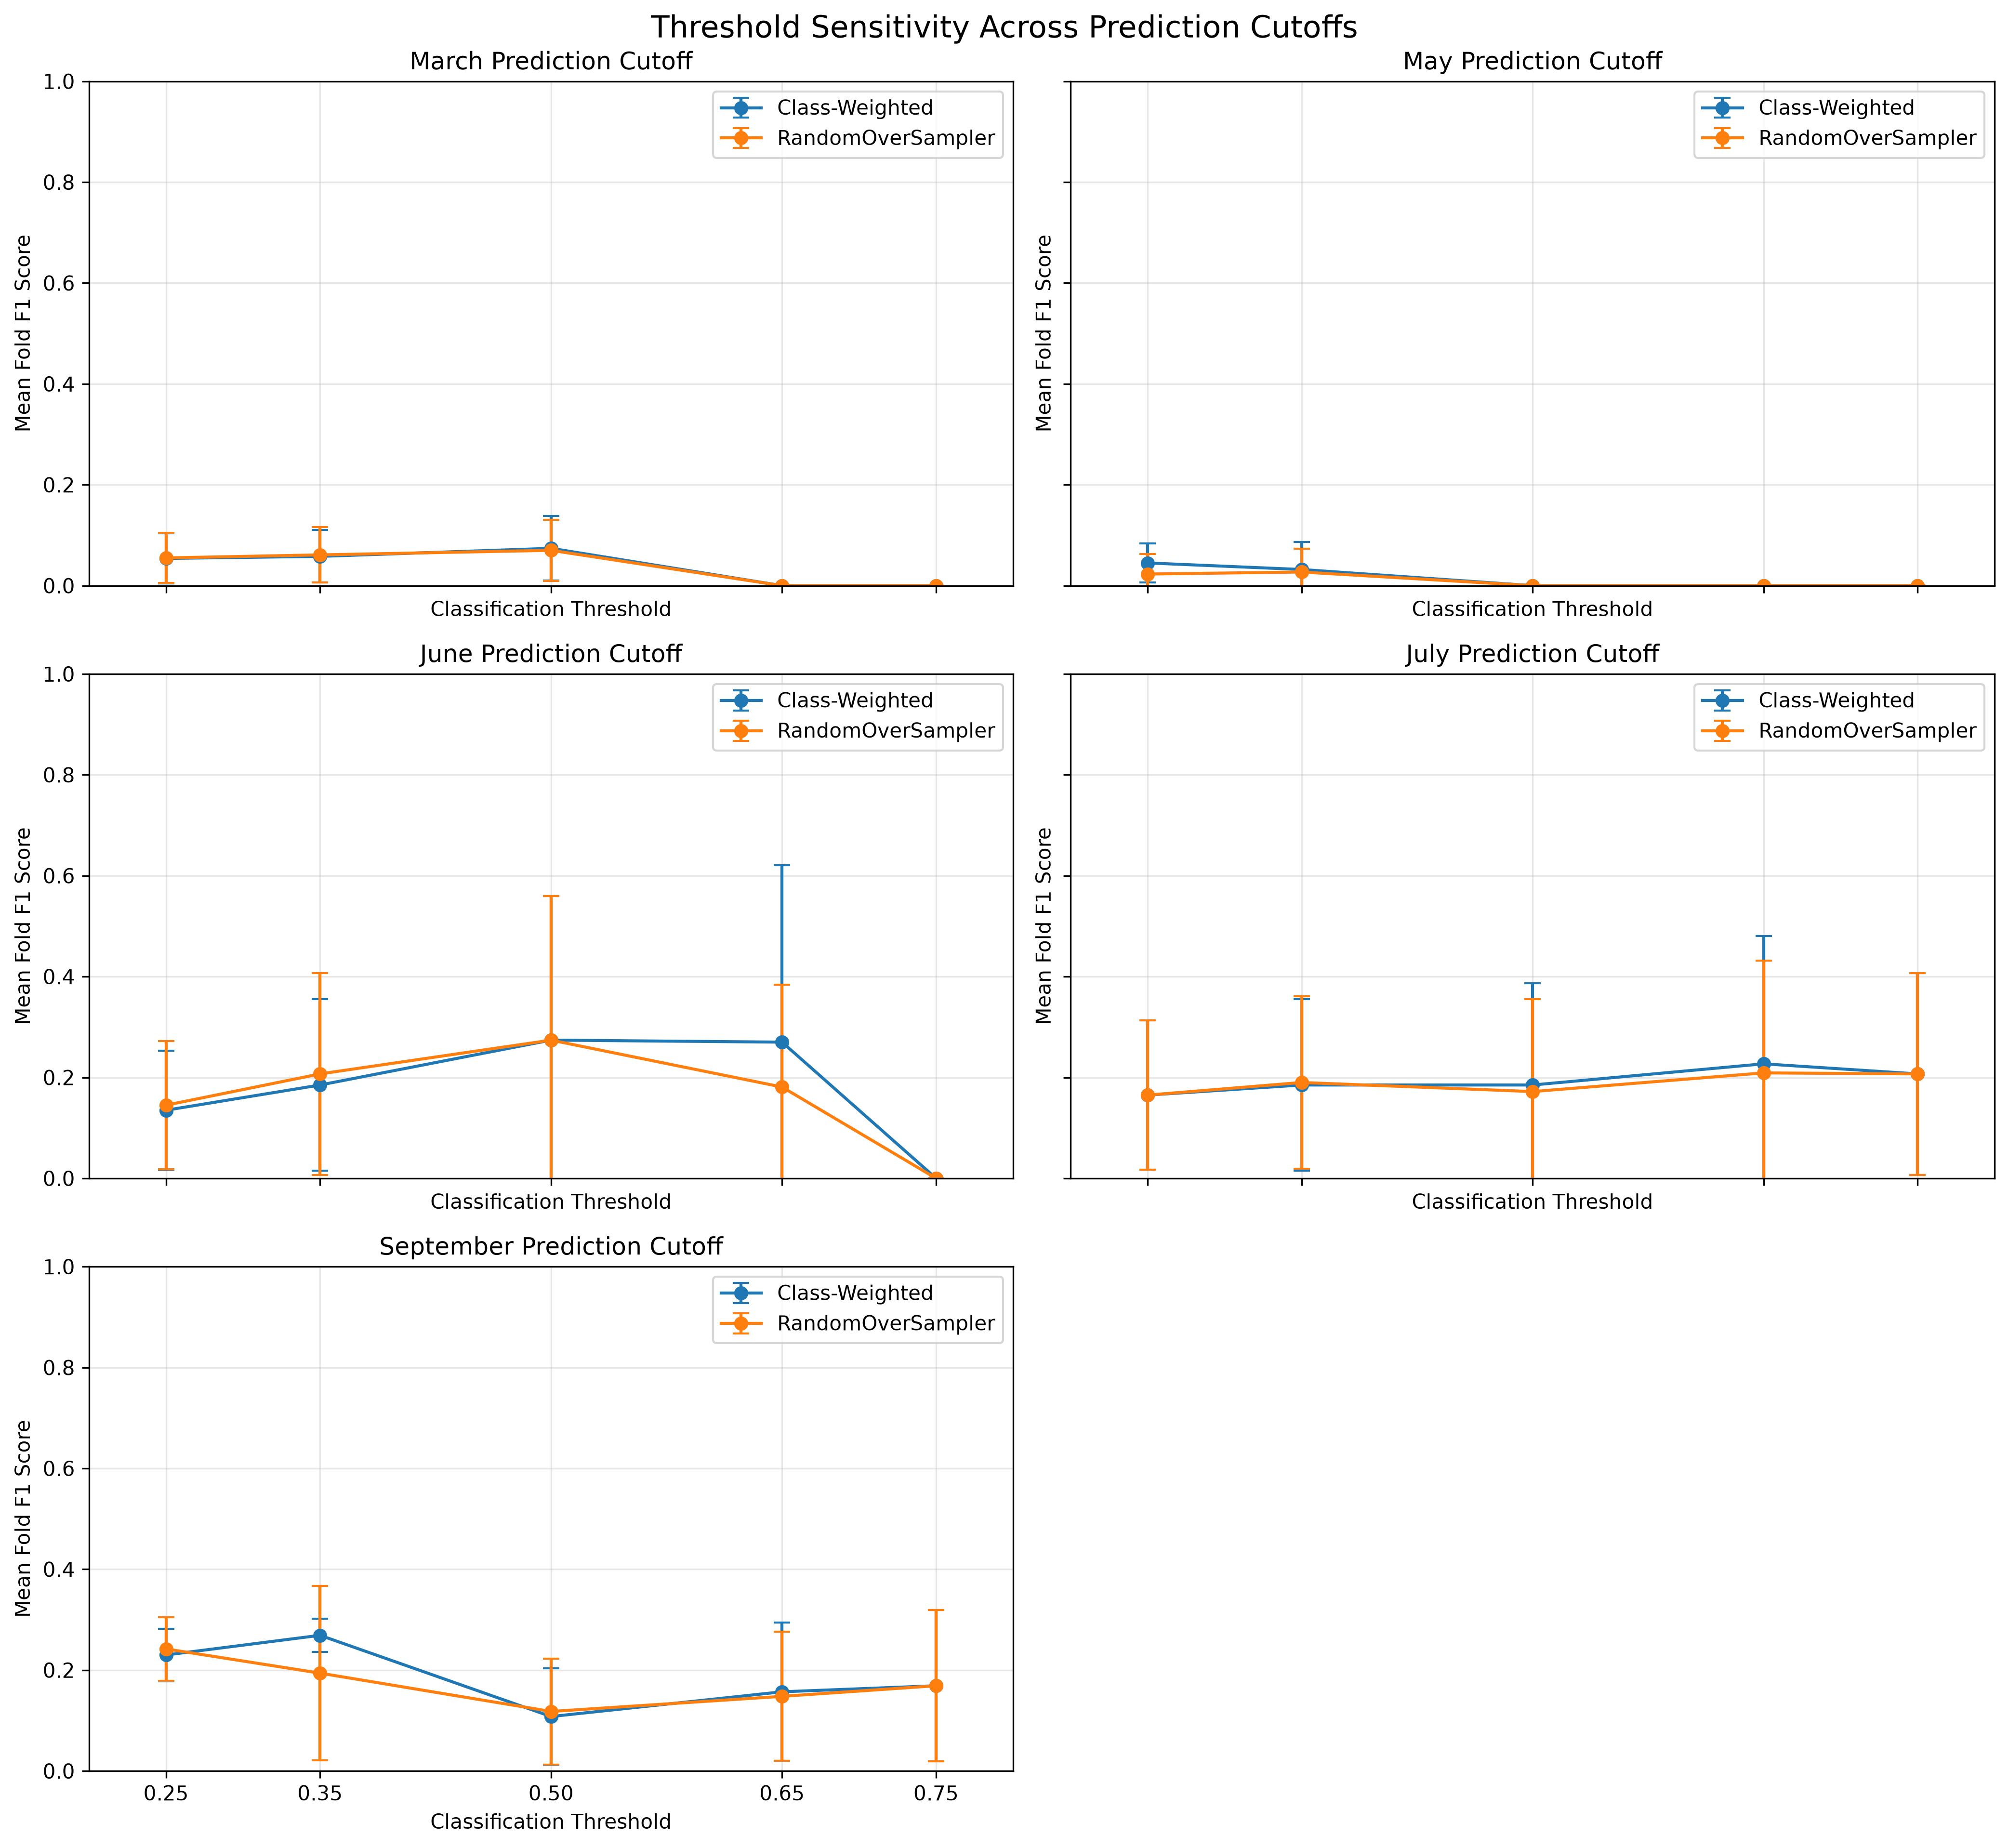 Threshold Sensitivity Across Prediction Cutoffs
March Prediction Cutoff
1.0
0.8
0.6
0.4
0.2
0.0
Mean Fold F1 Score
Class-Weighted
RandomOverSampler
Classification Threshold
May Prediction Cutoff
Mean Fold F1 Score
Class-Weighted
RandomOverSampler
Classification Threshold
June Prediction Cutoff
1.0
0.8
0.6
0.4
0.2
0.0
Mean Fold F1 Score
Class-Weighted
RandomOverSampler
Classification Threshold
July Prediction Cutoff
Mean Fold F1 Score
Class-Weighted
RandomOverSampler
Classification Threshold
September Prediction Cutoff
1.0
0.8
0.6
0.4
0.2
0.0
Mean Fold F1 Score
Class-Weighted
RandomOverSampler
0.25 0.35 0.50 0.65 0.75
Classification Threshold